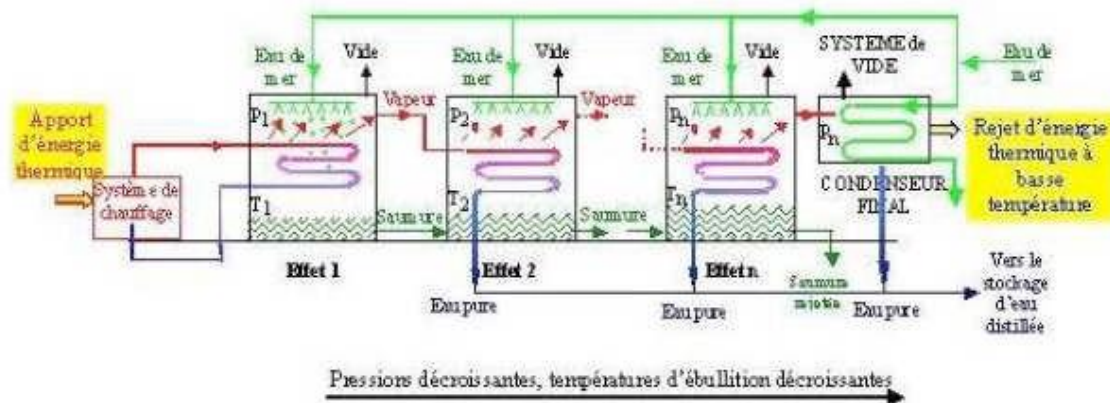 Eau de
mer
Vide
Eau de
mer
Vide
Eau de
mer
Vide
SYSTEME de
VIDE
Eau de
mer
Apport
d'énergie
thermique
P1
Vapeur
P2
Vapeur
Pn
Pn
Rejet d'énergie
thermique à
basse
température
Système de
chauffage
T1
T2
Tn
CONDENSEUR
FINAL
Saumure
Saumure
Effet 1
Effet 2
Effet n
Eau pure
Eau pure
Saumure
rejetée
Eau pure
Vers le
stockage
d'eau
distillée
Pressions décroissantes, températures d'ébullition décroissantes